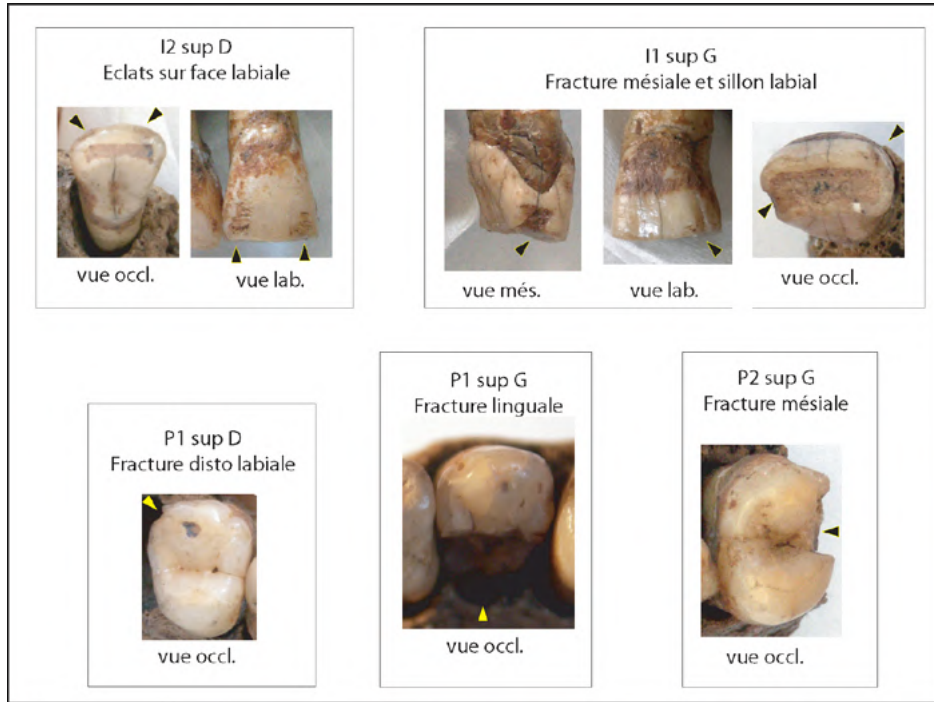 I2 sup D
Eclats sur face labiale
vue occl.
vue lab.
I1 sup G
Fracture mésiale et sillon labial
vue més.
vue lab.
vue occl.
P1 sup D
Fracture disto labiale
vue occl.
P1 sup G
Fracture linguale
vue occl.
P2 sup G
Fracture mésiale
vue occl.